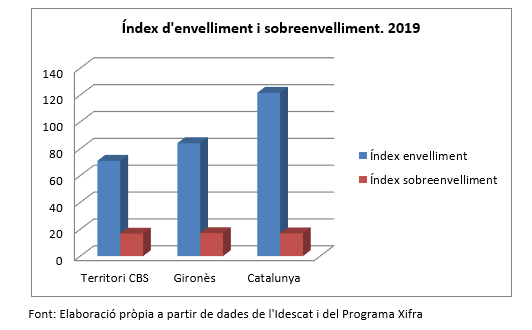 Índex d'envelliment i sobreenvelliment. 2019
140
120
100
80
60
40
20
0
Territori CBS
Gironès
Catalunya
Índex envelliment
Índex sobreenvelliment
Font: Elaboració pròpia a partir de dades de l'Idescat i del Programa Xifra